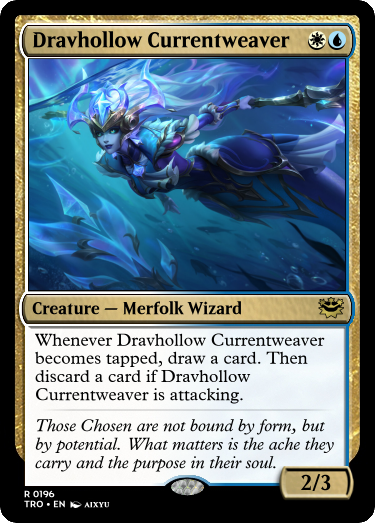 Dravhollow Currentweaver
Creature — Merfolk Wizard
Whenever Dravhollow Currentweaver
becomes tapped, draw a card. Then
discard a card if Dravhollow
Currentweaver is attacking.
Those Chosen are not bound by form, but
by potential. What matters is the ache they
carry and the purpose in their soul.
2/3
R 0196
TRO • EN AIXYU